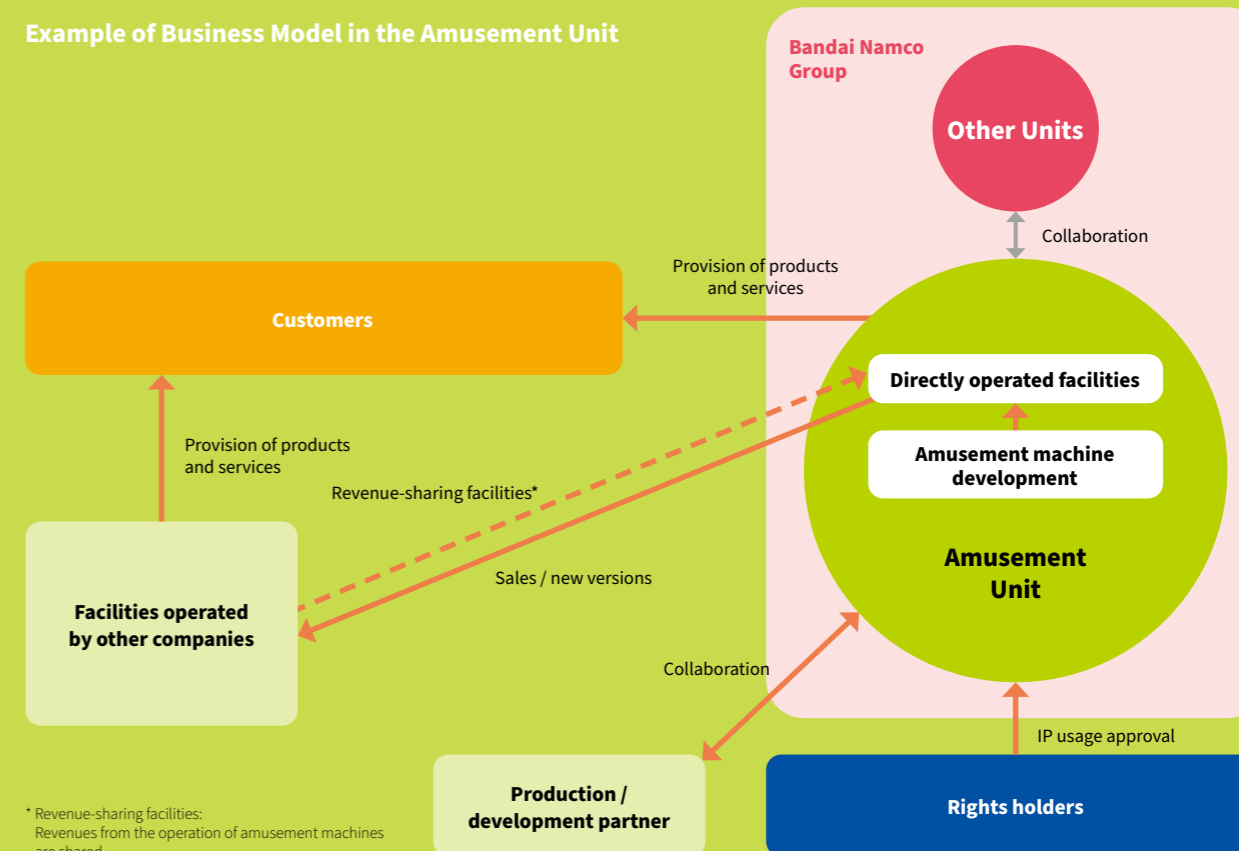 Example of Business Model in the Amusement Unit
Bandai Namco
Group
Other Units
Collaboration
Provision of products
and services
Customers
Directly operated facilities
Amusement machine
development
Provision of products
and services
Revenue-sharing facilities*
Amusement
Unit
Sales / new versions
Facilities operated
by other companies
Collaboration
IP usage approval
Production /
development partner
Rights holders
* Revenue-sharing facilities:
Revenues from the operation of amusement machines
are shared